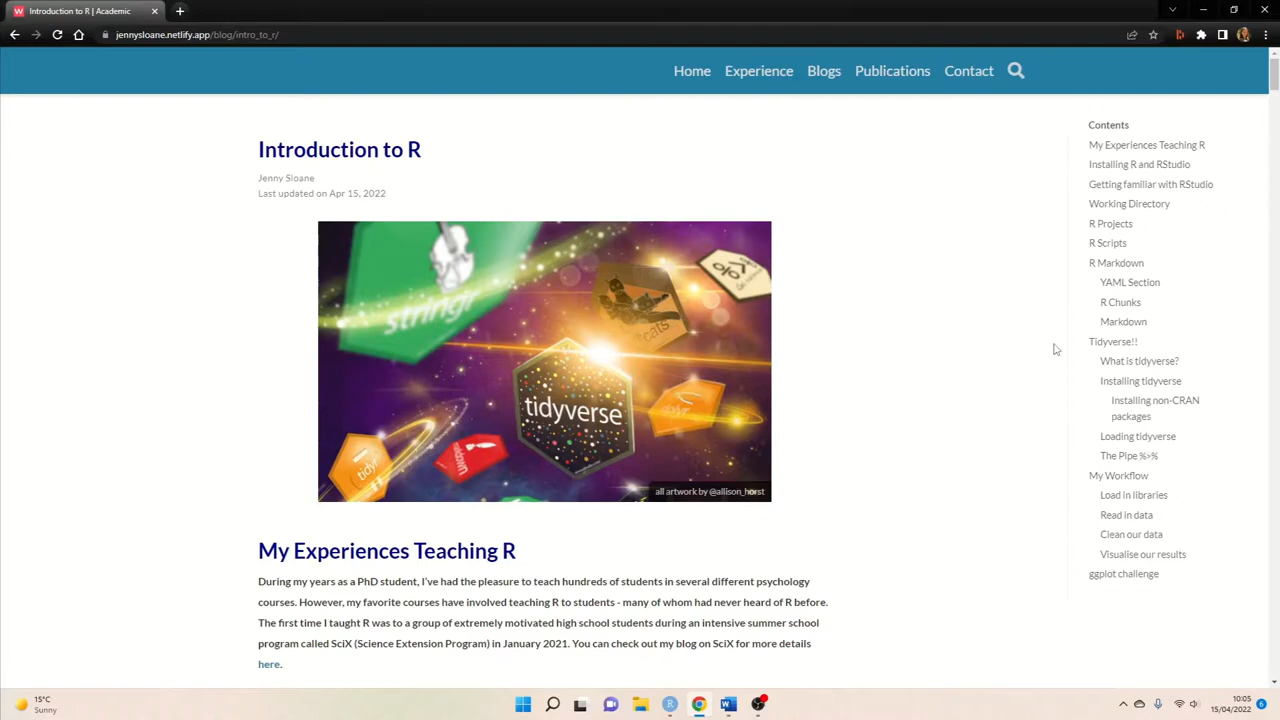 Introduction to R | Academic
jennysloane.netlify.app/blog/intro_to_r/
Home Experience Blogs Publications Contact
Introduction to R
Jenny Sloane
Last updated on Apr 15, 2022
stringr
cats
tidyverse
tidyr
all artwork by @allison_horst
My Experiences Teaching R
During my years as a PhD student, I've had the pleasure to teach hundreds of students in several different psychology
courses. However, my favorite courses have involved teaching R to students - many of whom had never heard of R before.
The first time I taught R was to a group of extremely motivated high school students during an intensive summer school
program called SciX (Science Extension Program) in January 2021. You can check out my blog on SciX for more details
here.
Contents
My Experiences Teaching R
Installing R and RStudio
Getting familiar with RStudio
Working Directory
R Projects
R Scripts
R Markdown
YAML Section
R Chunks
Markdown
Tidyverse!!
What is tidyverse?
Installing tidyverse
Installing non-CRAN
packages
Loading tidyverse
The Pipe %>%
My Workflow
Load in libraries
Read in data
Clean our data
Visualise our results
ggplot challenge
15°C
Sunny
10:05
15/04/2022
6